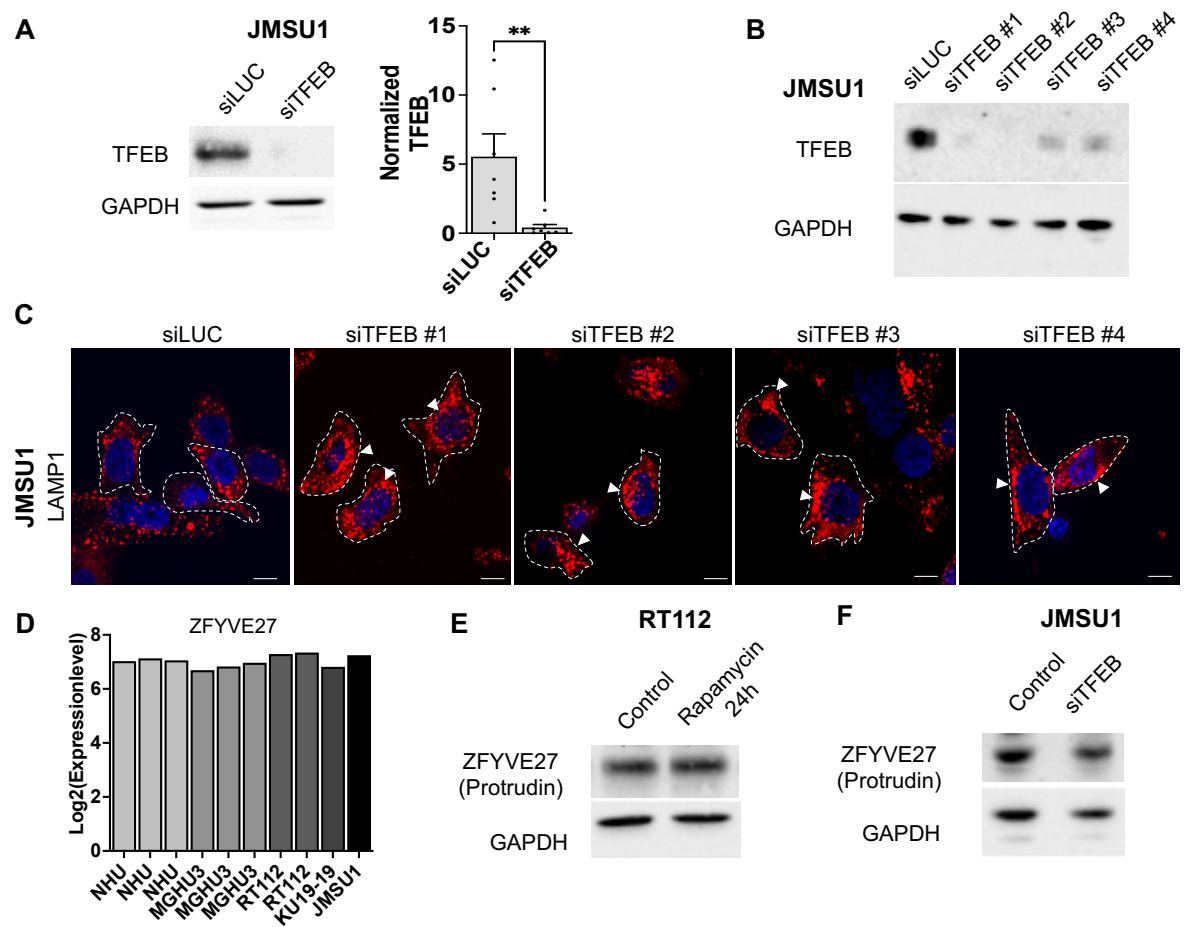 A
JMSU1
siLUC
siTFEB
TFEB
GAPDH
Normalized
TFEB
15
10
5
0
**
siLUC
siTFEB
B
JMSU1
siLUC
siTFEB #1
siTFEB #2
siTFEB #3
siTFEB #4
TFEB
GAPDH
C
siLUC
siTFEB #1
siTFEB #2
siTFEB #3
siTFEB #4
JMSU1
LAMP1
D
ZFYVE27
Log2(Expressionlevel)
8
6
4
2
0
NHU
NHU
NHU
MGHU3
MGHU3
MGHU3
RT112
RT112
KU19-19
JMSU1
E
RT112
Control
Rapamycin
24h
ZFYVE27
(Protrudin)
GAPDH
F
JMSU1
Control
siTFEB
ZFYVE27
(Protrudin)
GAPDH